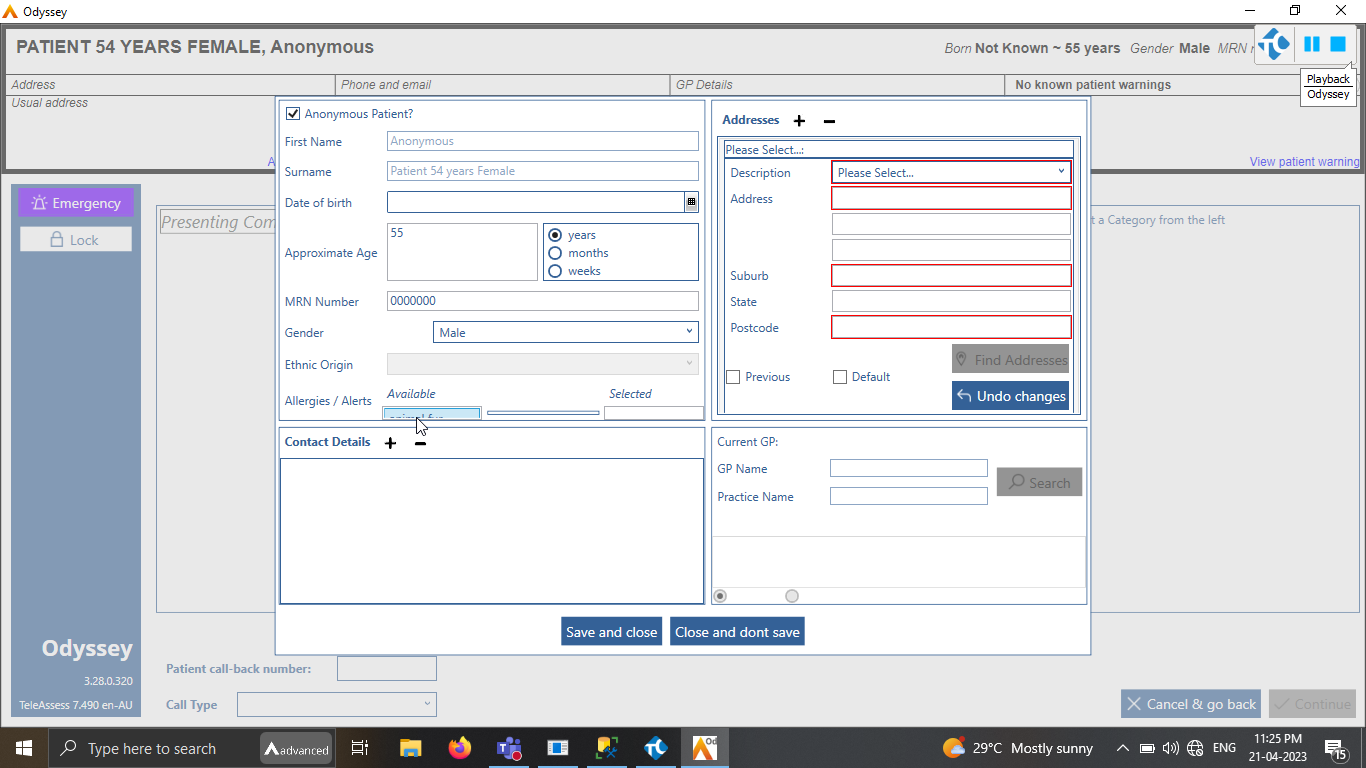 Odyssey
PATIENT 54 YEARS FEMALE, Anonymous
Born Not Known ~ 55 years Gender Male MRN
Playback
Odyssey
Address
Phone and email
GP Details
No known patient warnings
Usual address
View patient warning
Emergency
Lock
Presenting Com
t a Category from the left
Anonymous Patient?
First Name
Anonymous
Surname
Patient 54 years Female
Date of birth
Approximate Age
55
years
months
weeks
MRN Number
0000000
Gender
Male
Ethnic Origin
Allergies / Alerts
Available
Selected
Addresses
Please Select...:
Description
Please Select...
Address
Suburb
State
Postcode
Find Addresses
Previous
Default
Undo changes
Contact Details
Current GP:
GP Name
Practice Name
Search
Save and close
Close and dont save
Odyssey
3.28.0.320
TeleAssess 7.490 en-AU
Patient call-back number:
Call Type
Cancel & go back
Continue
Type here to search
advanced
29°C Mostly sunny
ENG
11:25 PM
21-04-2023
15